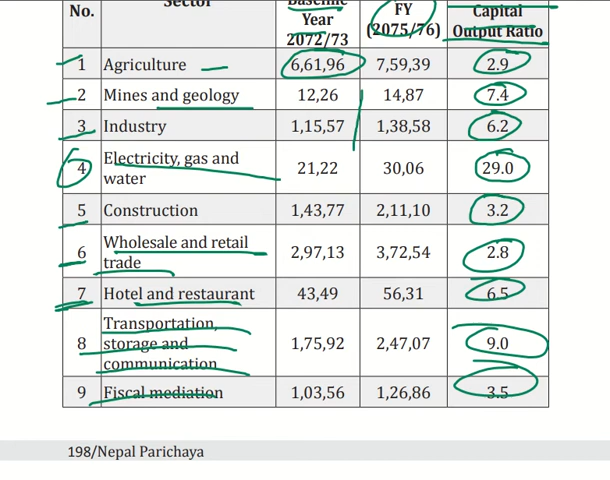 No. Sector Baseline Year 2072/73 FY (2075/76) Capital Output Ratio
1 Agriculture 6,61,96 7,59,39 2.9
2 Mines and geology 12,26 14,87 7.4
3 Industry 1,15,57 1,38,58 6.2
4 Electricity, gas and water 21,22 30,06 29.0
5 Construction 1,43,77 2,11,10 3.2
6 Wholesale and retail trade 2,97,13 3,72,54 2.8
7 Hotel and restaurant 43,49 56,31 6.5
8 Transportation, storage and communication 1,75,92 2,47,07 9.0
9 Fiscal mediation 1,03,56 1,26,86 3.5
198/Nepal Parichaya